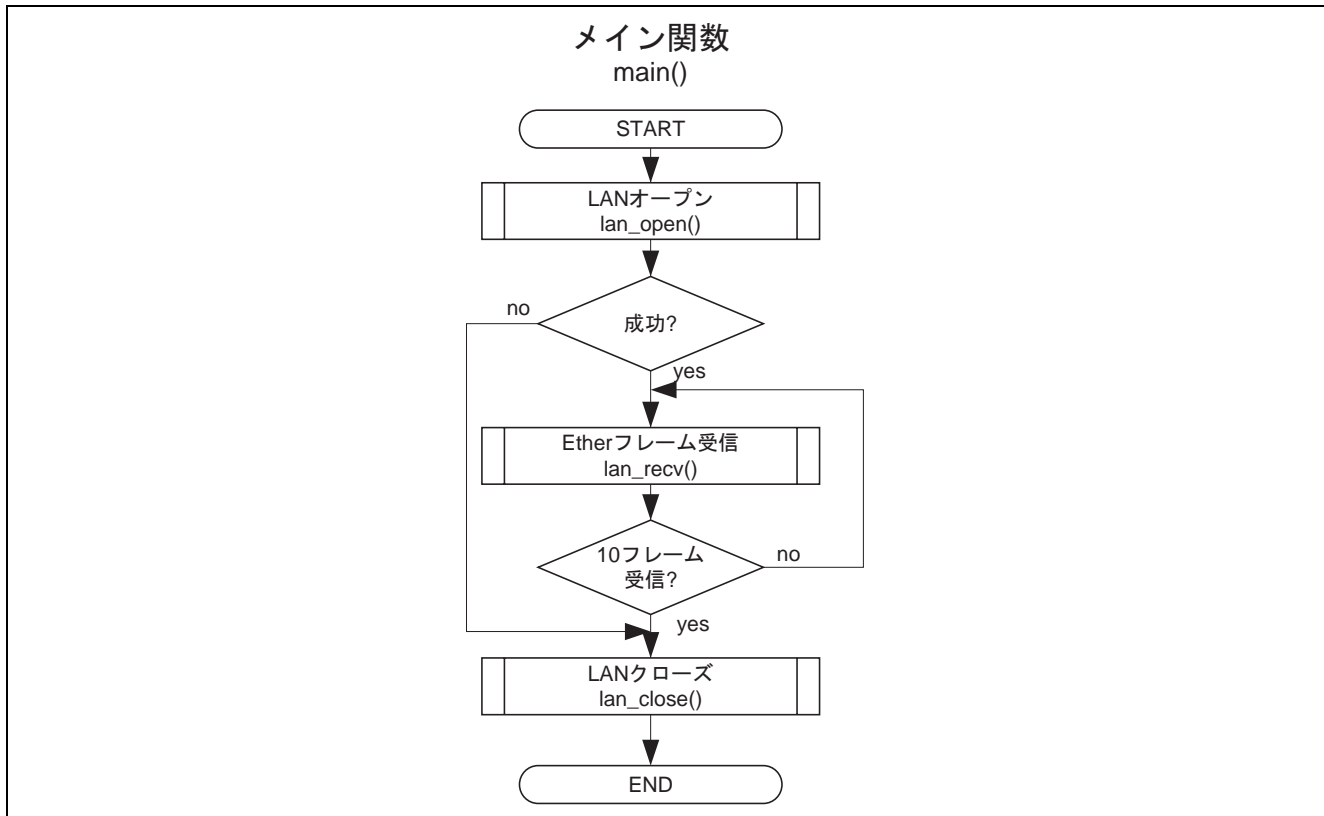 メイン関数
main()
START
LANオープン
lan_open()
成功?
no
yes
Etherフレーム受信
lan_recv()
10フレーム
受信?
no
yes
LANクローズ
lan_close()
END